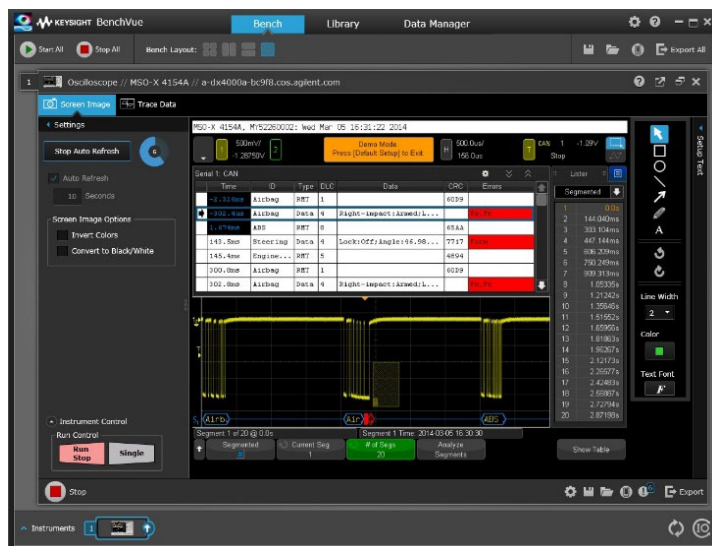 KEYSIGHT BenchVue
Bench
Library
Data Manager
Start All
Stop All
Bench Layout:
Export All
1
Oscilloscope // MSO-X 4154A // a-dx4000a-bc9f8.cos.agilent.com
Screen Image
Trace Data
Settings
Stop Auto Refresh
6
Auto Refresh
10 Seconds
Screen Image Options
Invert Colors
Convert to Black/White
Instrument Control
Run Control
Run Stop
Single
MSO-X 4154A, MY52260002: Wed Mar 05 16:31:22 2014
1 500mV/ -1.28750V 2
Demo Mode
Press [Default Setup] to Exit
H 500.0us/ 156.0us
T CAN 1 -1.28V
Stop
Serial 1: CAN
Time ID Type DLC Data CRC Errors
Airbag RMT 1 60D9
-302.4us Airbag Data 4 Right-impact:Armed;L...
ABS RMT 8 65AA
143.5ms Steering Data 4 Lock:Off;Angle:46.98... 7717
145.4ms Engine... RMT 5 4894
300.8ms Airbag RMT 1 60D9
302.8ms Airbag Data 4 Right-impact:Armed;L...
Lister
Segmented
1 0.0s
2 144.040ms
3 303.104ms
4 447.144ms
5 606.209ms
6 750.249ms
7 909.313ms
8 1.05335s
9 1.21242s
10 1.35646s
11 1.51552s
12 1.65956s
13 1.81863s
14 1.96267s
15 2.12173s
16 2.26577s
17 2.42483s
18 2.56887s
19 2.72794s
20 2.87198s
Airb
Air
ABS
Segment 1 of 20 @ 0.0s
Segment 1 Time: 2014-03-05 16:30:30
Segmented
Current Seg
1
# of Segs
20
Analyze
Segments
Show Table
A
Line Width
2
Color
Text Font
F
Setup Text
Stop
Export
Instruments
1
IO